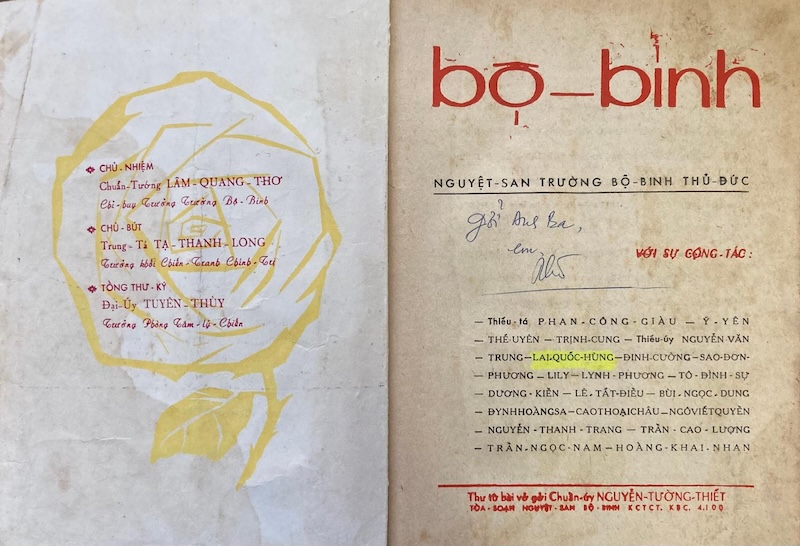 CHỦ-NHIỆM
Chuẩn-Tướng LÂM-QUANG-THƠ
Chỉ-huy Trưởng Trường Bộ-Binh
CHỦ-BÚT
Trung-Tá TẠ-THANH-LONG
Trưởng khối Chiến-Tranh Chính-Trị
TỔNG THƯ-KÝ
Đại-Úy TUYÊN-THÙY
Trưởng Phòng Tâm-lý-Chiến
bộ-binh
NGUYỆT-SAN TRƯỜNG BỘ-BINH THỦ-ĐỨC
gởi Anh Ba,
em
VỚI SỰ CỘNG-TÁC:
— Thiếu-tá PHAN-CÔNG-GIÀU — Ý-YÊN
— THẾ-UYÊN — TRỊNH-CUNG — Thiếu-úy NGUYỄN-VĂN
— TRUNG—LAI-QUỐC-HÙNG—ĐINH-CƯỜNG—SAO-ĐƠN-
— PHƯƠNG — LILY — LYNH-PHƯƠNG — TÔ-ĐÌNH-SỰ
— DƯƠNG-KIỀN — LÊ-TẤT-ĐIỀU — BÙI-NGỌC-DUNG
— ĐYNHHOÀNGSA—CAOTHOẠICHÂU—NGÔVIẾTQUYỀN
— NGUYỄN-THANH-TRANG — TRẦN-CAO-LƯỢNG
— TRẦN-NGỌC-NAM—HOÀNG-KHAI-NHAN
Thư từ bài vở gởi Chuẩn-úy NGUYỄN-TƯỜNG-THIẾT
TÒA-SOẠN NGUYỆT-SAN BỘ-BINH KCTCT. KBC. 4.100